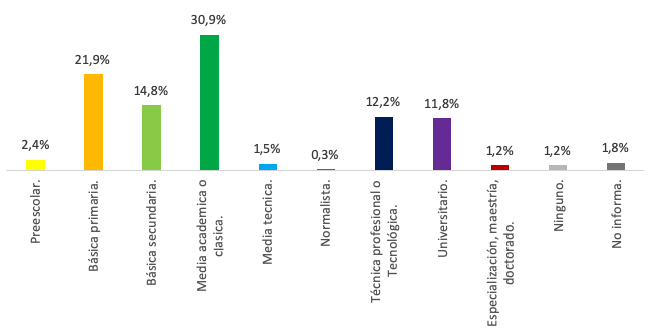 30,9%
21,9%
14,8%
12,2%
11,8%
2,4%
1,5%
0,3%
1,2%
1,2%
1,8%
Preescolar.
Básica primaria.
Básica secundaria.
Media academica o
clasica.
Media tecnica.
Normalista.
Técnica profesional o
Tecnológica.
Universitario.
Especialización, maestría,
doctorado.
Ninguno.
No informa.